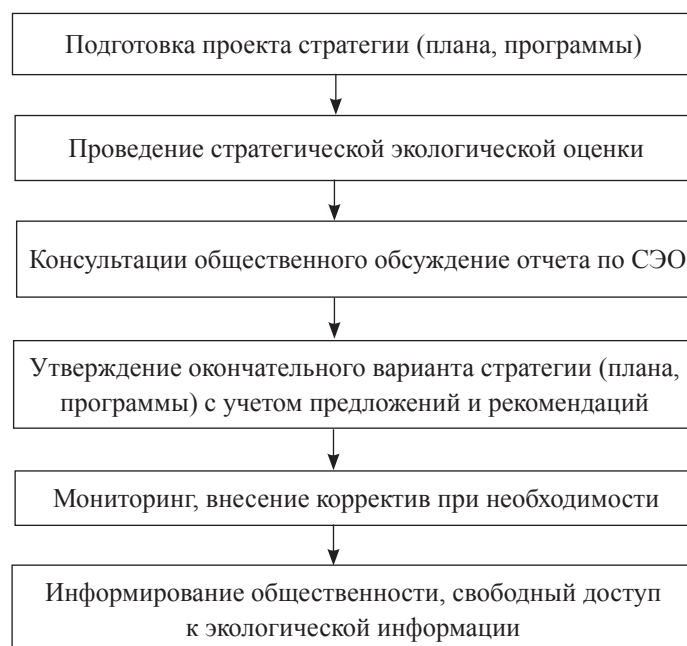 Подготовка проекта стратегии (плана, программы)
Проведение стратегической экологической оценки
Консультации общественного обсуждение отчета по СЭО
Утверждение окончательного варианта стратегии (плана,
программы) с учетом предложений и рекомендаций
Мониторинг, внесение корректив при необходимости
Информирование общественности, свободный доступ
к экологической информации